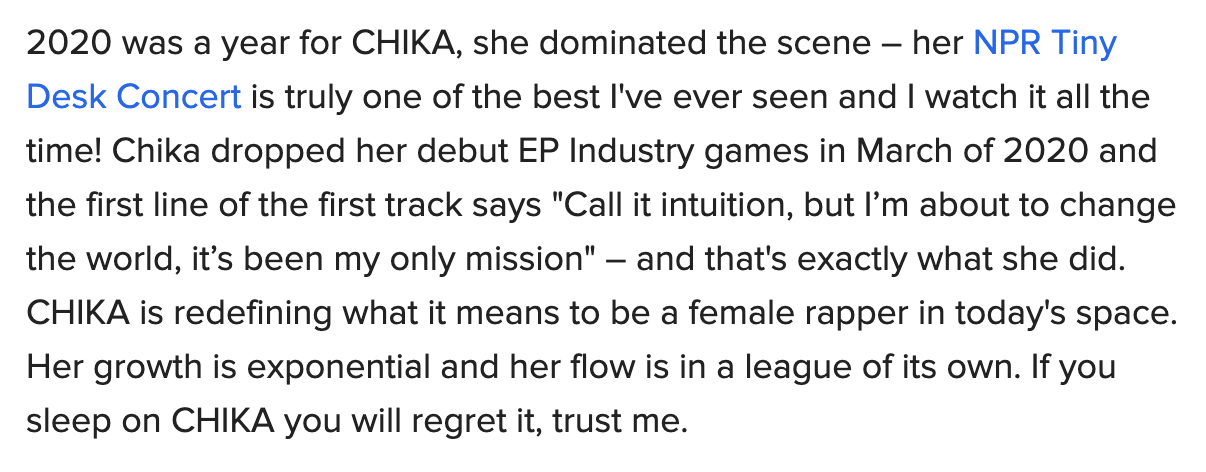 2020 was a year for CHIKA, she dominated the scene – her NPR Tiny
Desk Concert is truly one of the best I've ever seen and I watch it all the
time! Chika dropped her debut EP Industry games in March of 2020 and
the first line of the first track says "Call it intuition, but I’m about to change
the world, it’s been my only mission" – and that's exactly what she did.
CHIKA is redefining what it means to be a female rapper in today's space.
Her growth is exponential and her flow is in a league of its own. If you
sleep on CHIKA you will regret it, trust me.